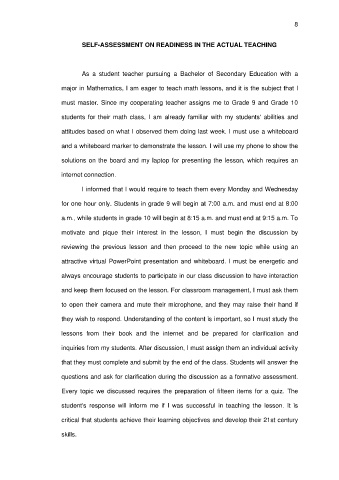 8
SELF-ASSESSMENT ON READINESS IN THE ACTUAL TEACHING
As a student teacher pursuing a Bachelor of Secondary Education with a
major in Mathematics, I am eager to teach math lessons, and it is the subject that I
must master. Since my cooperating teacher assigns me to Grade 9 and Grade 10
students for their math class, I am already familiar with my students' abilities and
attitudes based on what I observed them doing last week. I must use a whiteboard
and a whiteboard marker to demonstrate the lesson. I will use my phone to show the
solutions on the board and my laptop for presenting the lesson, which requires an
internet connection.
I informed that I would require to teach them every Monday and Wednesday
for one hour only. Students in grade 9 will begin at 7:00 a.m. and must end at 8:00
a.m., while students in grade 10 will begin at 8:15 a.m. and must end at 9:15 a.m. To
motivate and pique their interest in the lesson, I must begin the discussion by
reviewing the previous lesson and then proceed to the new topic while using an
attractive virtual PowerPoint presentation and whiteboard. I must be energetic and
always encourage students to participate in our class discussion to have interaction
and keep them focused on the lesson. For classroom management, I must ask them
to open their camera and mute their microphone, and they may raise their hand if
they wish to respond. Understanding of the content is important, so I must study the
lessons from their book and the internet and be prepared for clarification and
inquiries from my students. After discussion, I must assign them an individual activity
that they must complete and submit by the end of the class. Students will answer the
questions and ask for clarification during the discussion as a formative assessment.
Every topic we discussed requires the preparation of fifteen items for a quiz. The
student's response will inform me if I was successful in teaching the lesson. It is
critical that students achieve their learning objectives and develop their 21st century
skills.